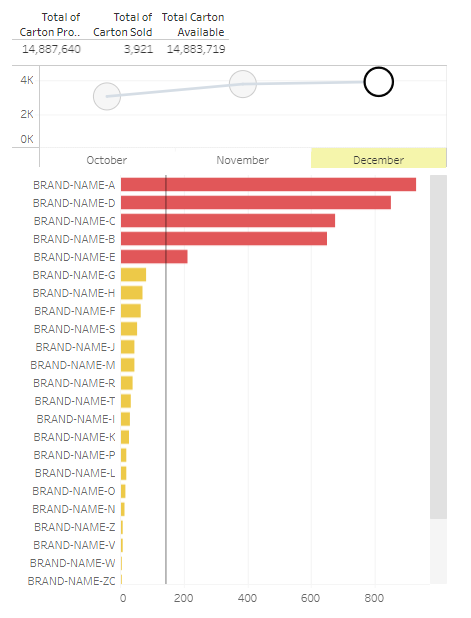 Total of Total of Total Carton
Carton Pro.. Carton Sold Available
14,887,640 3,921 14,883,719
4K
2K
0K
October November December
BRAND-NAME-A
BRAND-NAME-D
BRAND-NAME-C
BRAND-NAME-B
BRAND-NAME-E
BRAND-NAME-G
BRAND-NAME-H
BRAND-NAME-F
BRAND-NAME-S
BRAND-NAME-J
BRAND-NAME-M
BRAND-NAME-R
BRAND-NAME-T
BRAND-NAME-I
BRAND-NAME-K
BRAND-NAME-P
BRAND-NAME-L
BRAND-NAME-O
BRAND-NAME-N
BRAND-NAME-Z
BRAND-NAME-V
BRAND-NAME-W
BRAND-NAME-ZC
0 200 400 600 800